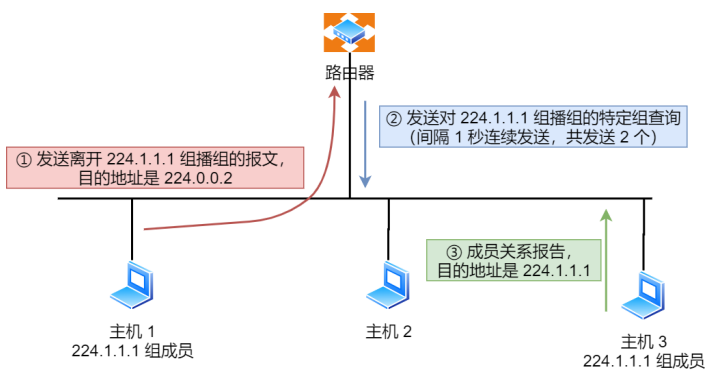 路由器
② 发送对 224.1.1.1 组播组的特定组查询
(间隔 1 秒连续发送，共发送 2 个)
① 发送离开 224.1.1.1 组播组的报文，
目的地址是 224.0.0.2
③ 成员关系报告，
目的地址是 224.1.1.1
主机 1
224.1.1.1 组成员
主机 2
主机 3
224.1.1.1 组成员